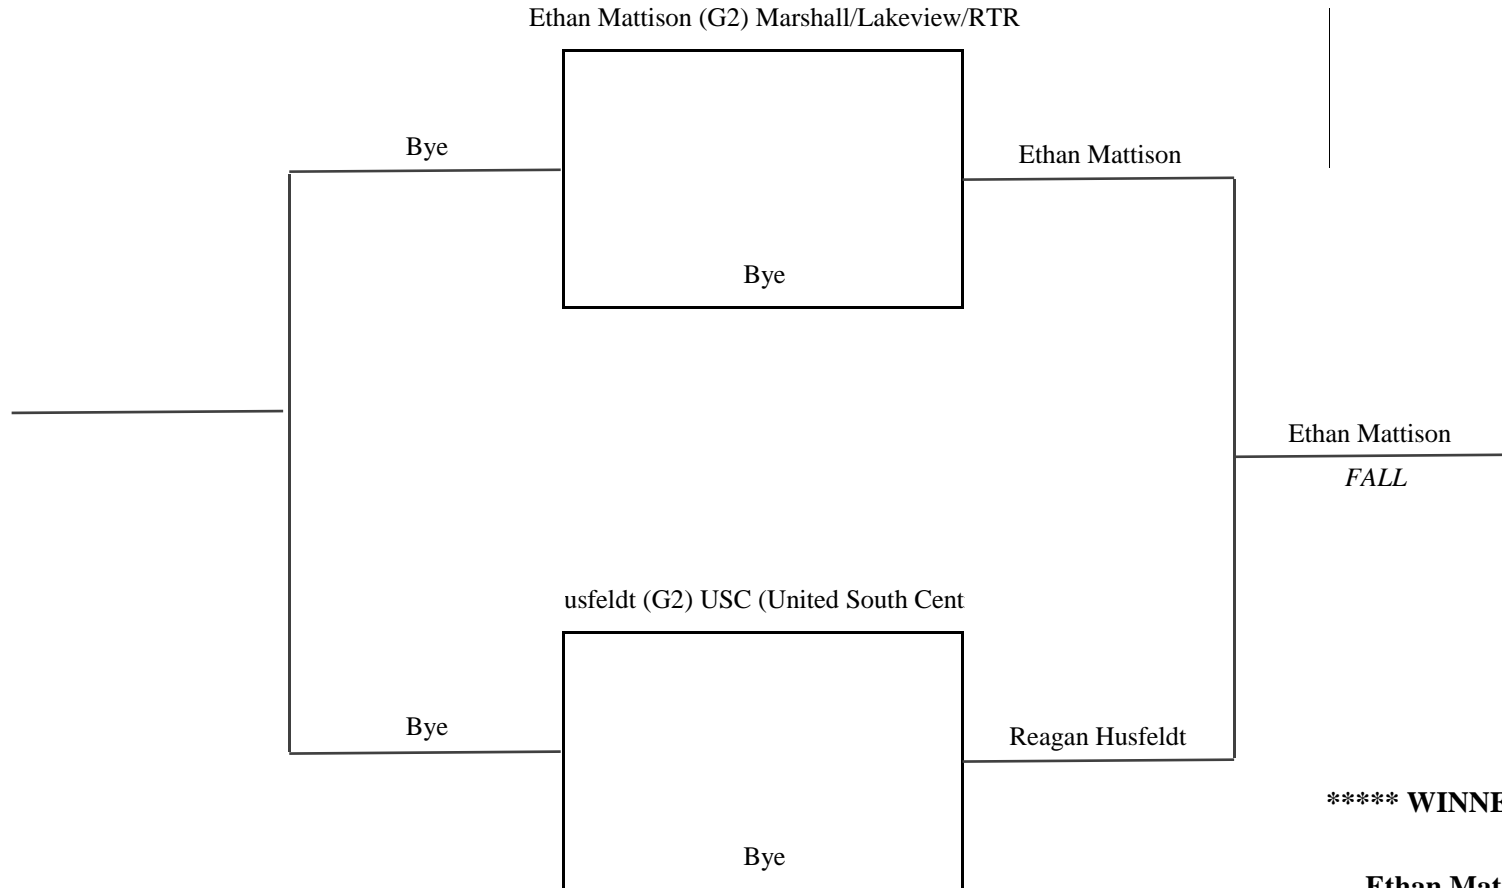 Ethan Mattison (G2) Marshall/Lakeview/RTR
Bye
Ethan Mattison
Bye
Ethan Mattison
FALL
usfeldt (G2) USC (United South Cent
Bye
Reagan Husfeldt
***** WINNE
Bye
Ethan Mat